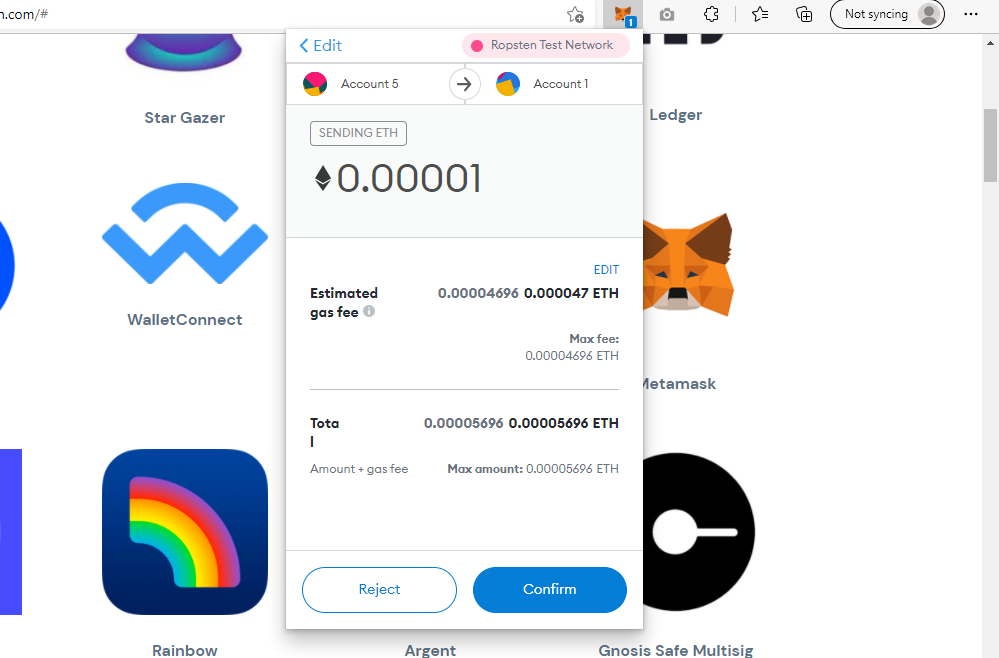 n.com/#
1
Not syncing
Edit
Ropsten Test Network
Account 5
Account 1
SENDING ETH
0.00001
EDIT
Estimated
gas fee
0.00004696 0.000047 ETH
Max fee:
0.00004696 ETH
Tota
l
0.00005696 0.00005696 ETH
Amount + gas fee
Max amount: 0.00005696 ETH
Reject
Confirm
Star Gazer
Ledger
WalletConnect
Metamask
Rainbow
Argent
Gnosis Safe Multisig